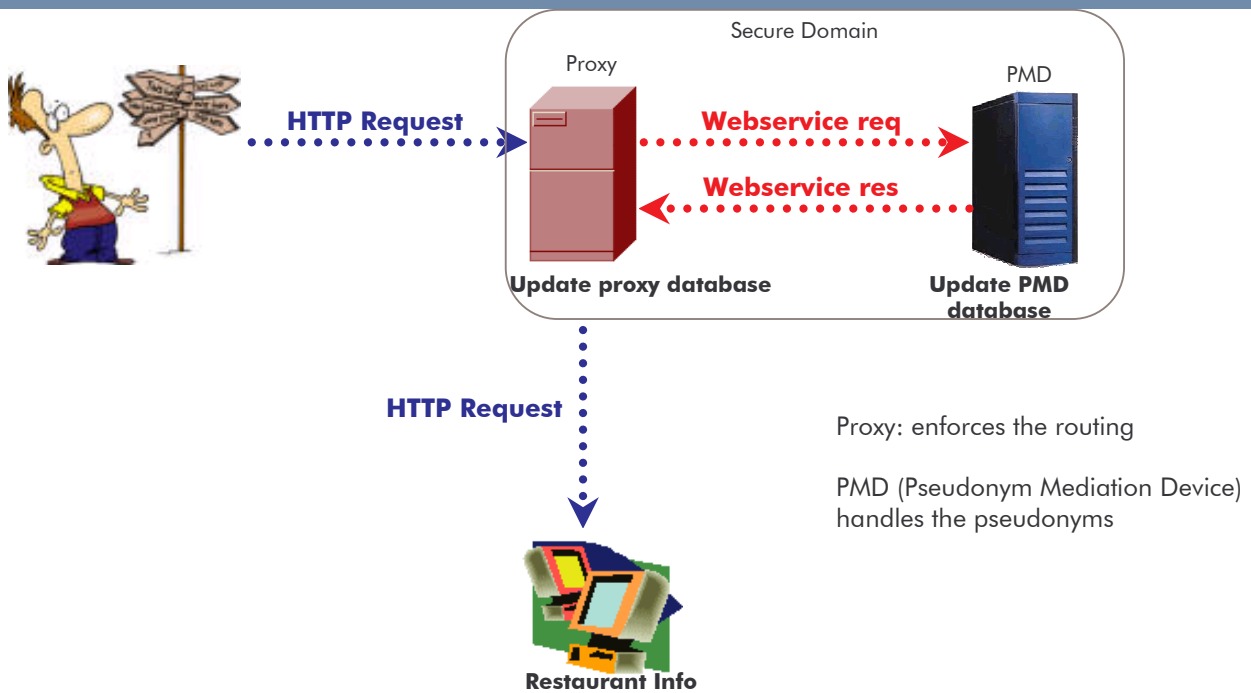 Secure Domain
Proxy
PMD
HTTP Request
Webservice req
Webservice res
Update proxy database
Update PMD
database
HTTP Request
Proxy: enforces the routing
PMD (Pseudonym Mediation Device)
handles the pseudonyms
Restaurant Info